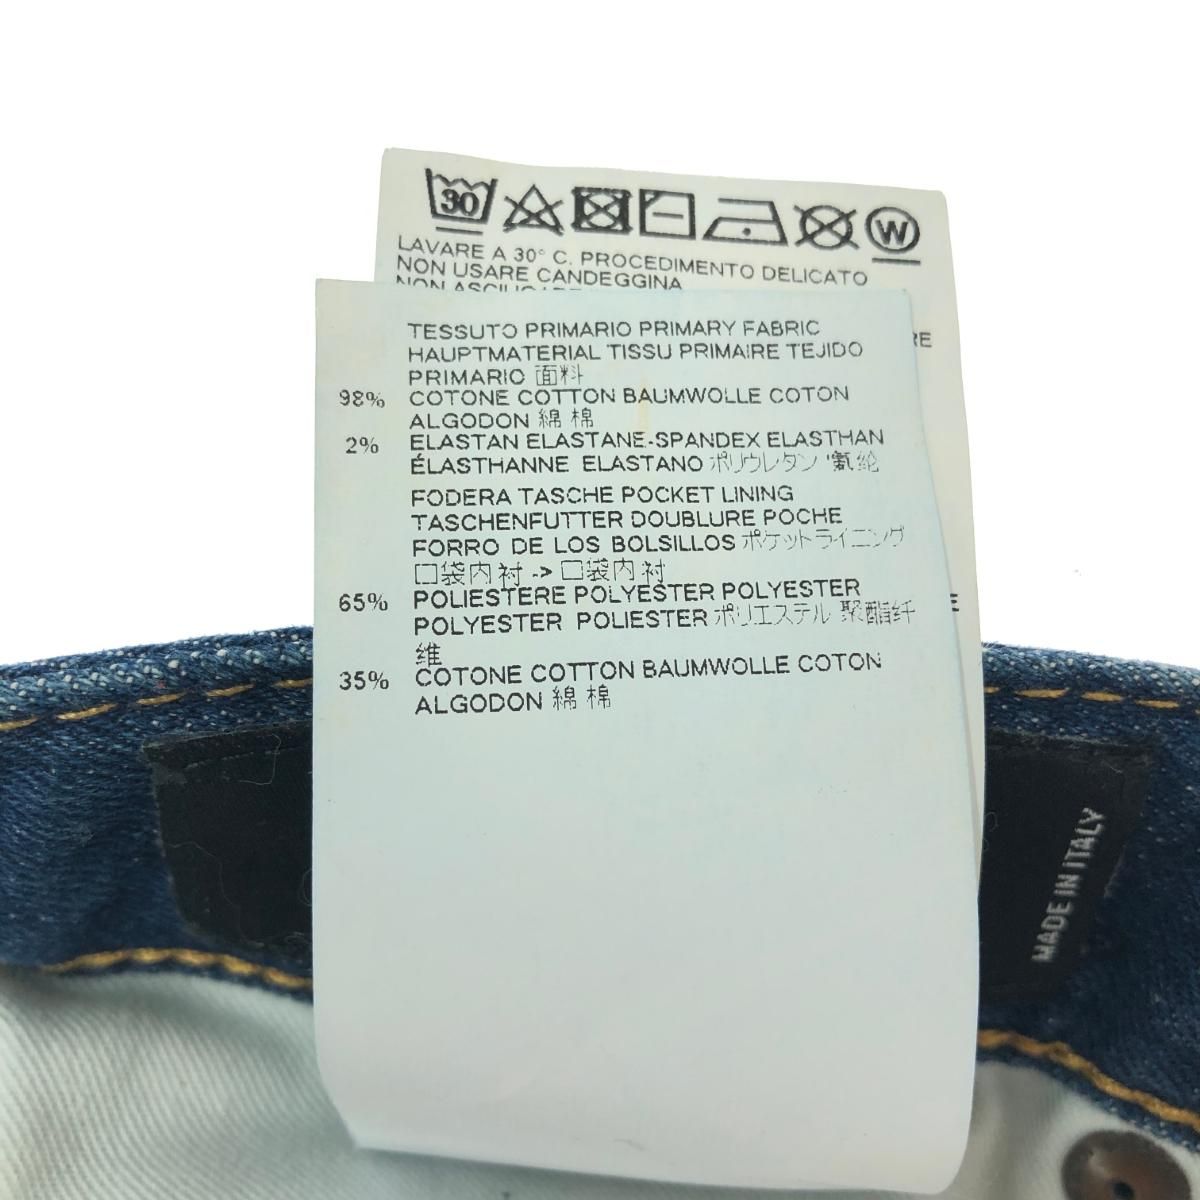 30
W
LAVARE A 30° C. PROCEDIMENTO DELICATO
NON USARE CANDEGGINA
NON
RE
TESSUTO PRIMARIO PRIMARY FABRIC
HAUPTMATERIAL TISSU PRIMAIRE TEJIDO
PRIMARIO 面料
98% COTONE COTTON BAUMWOLLE COTON
ALGODON 綿 棉
2% ELASTAN ELASTANE-SPANDEX ELASTHAN
ÉLASTHANNE ELASTANO ポリウレタン '氨纶
FODERA TASCHE POCKET LINING
TASCHENFUTTER DOUBLURE POCHE
FORRO DE LOS BOLSILLOS ポケットライニング
口袋内衬 -> 口袋内衬
E
65% POLIESTERE POLYESTER POLYESTER
POLYESTER POLIESTER ポリエステル 聚酯纤
维
35% COTONE COTTON BAUMWOLLE COTON
ALGODON 綿 棉
MADE IN ITALY